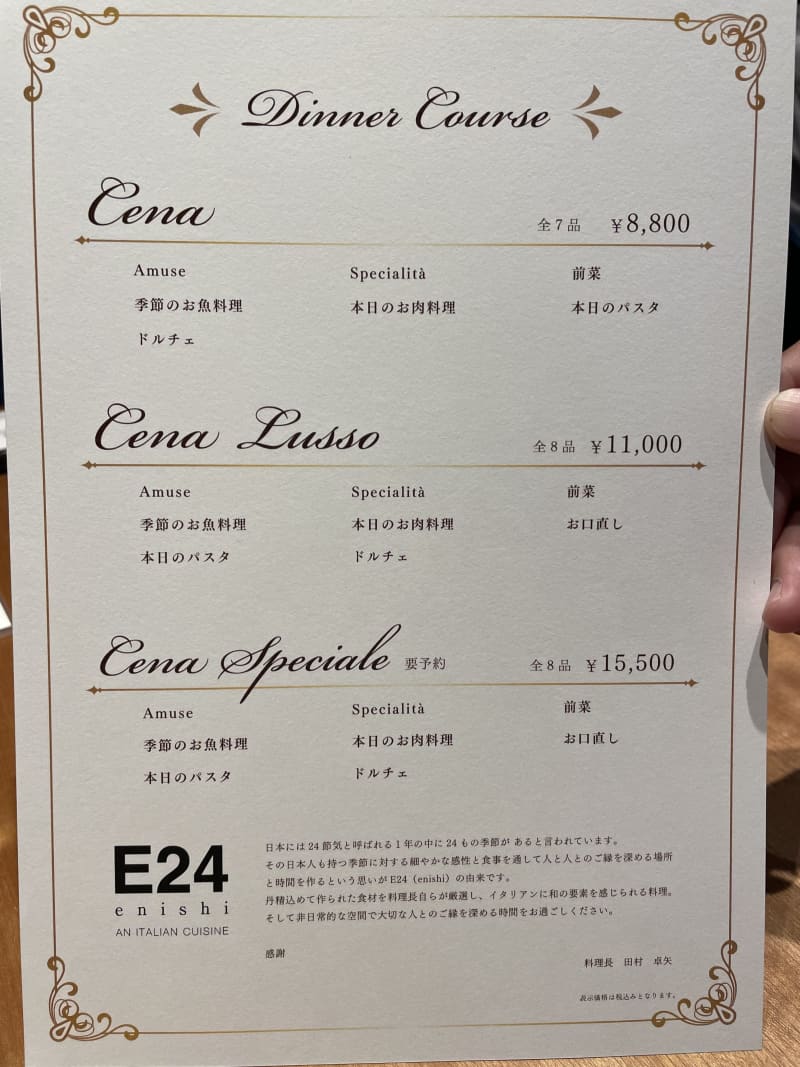 Dinner Course
Cena 全7品 ¥8,800
Amuse Specialità 前菜
季節のお魚料理 本日のお肉料理 本日のパスタ
ドルチェ
Cena Lusso 全8品 ¥11,000
Amuse Specialità 前菜
季節のお魚料理 本日のお肉料理 お口直し
本日のパスタ ドルチェ
Cena Speciale 要予約 全8品 ¥15,500
Amuse Specialità 前菜
季節のお魚料理 本日のお肉料理 お口直し
本日のパスタ ドルチェ
E24
enishi
AN ITALIAN CUISINE
日本には24節気と呼ばれる1年の中に24もの季節が あると言われています。
その日本人も持つ季節に対する細やかな感性と食事を通して人と人とのご縁を深める場所
と時間を作るという思いがE24（enishi）の由来です。
丹精込めて作られた食材を料理長自らが厳選し、イタリアンに和の要素を感じられる料理。
そして非日常的な空間で大切な人とのご縁を深める時間をお過ごしください。
感謝
料理長 田村 卓矢
表示価格は税込みとなります。